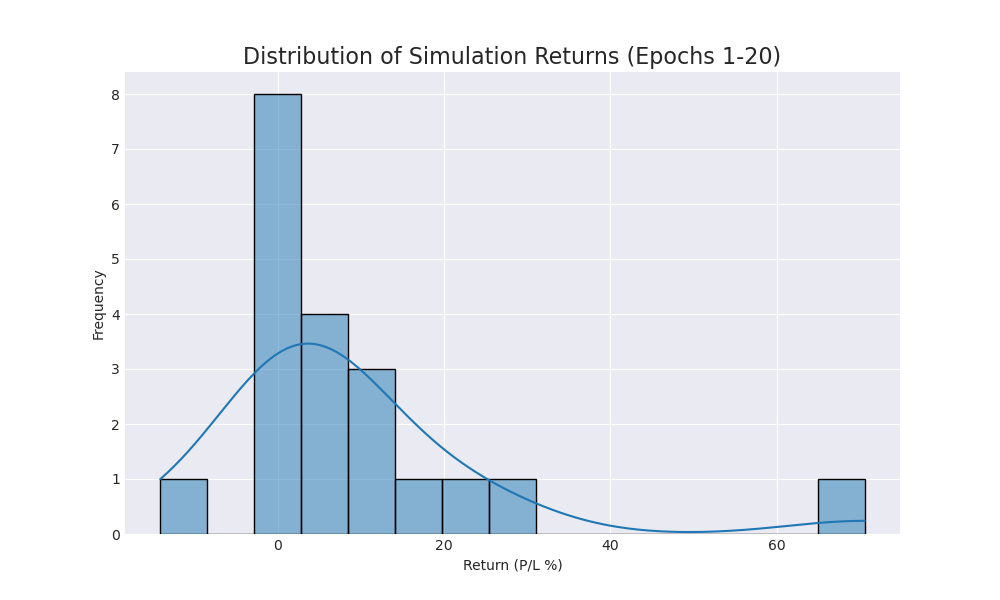 Distribution of Simulation Returns (Epochs 1-20)
8
7
6
5
4
3
2
1
0
Frequency
0 20 40 60
Return (P/L %)